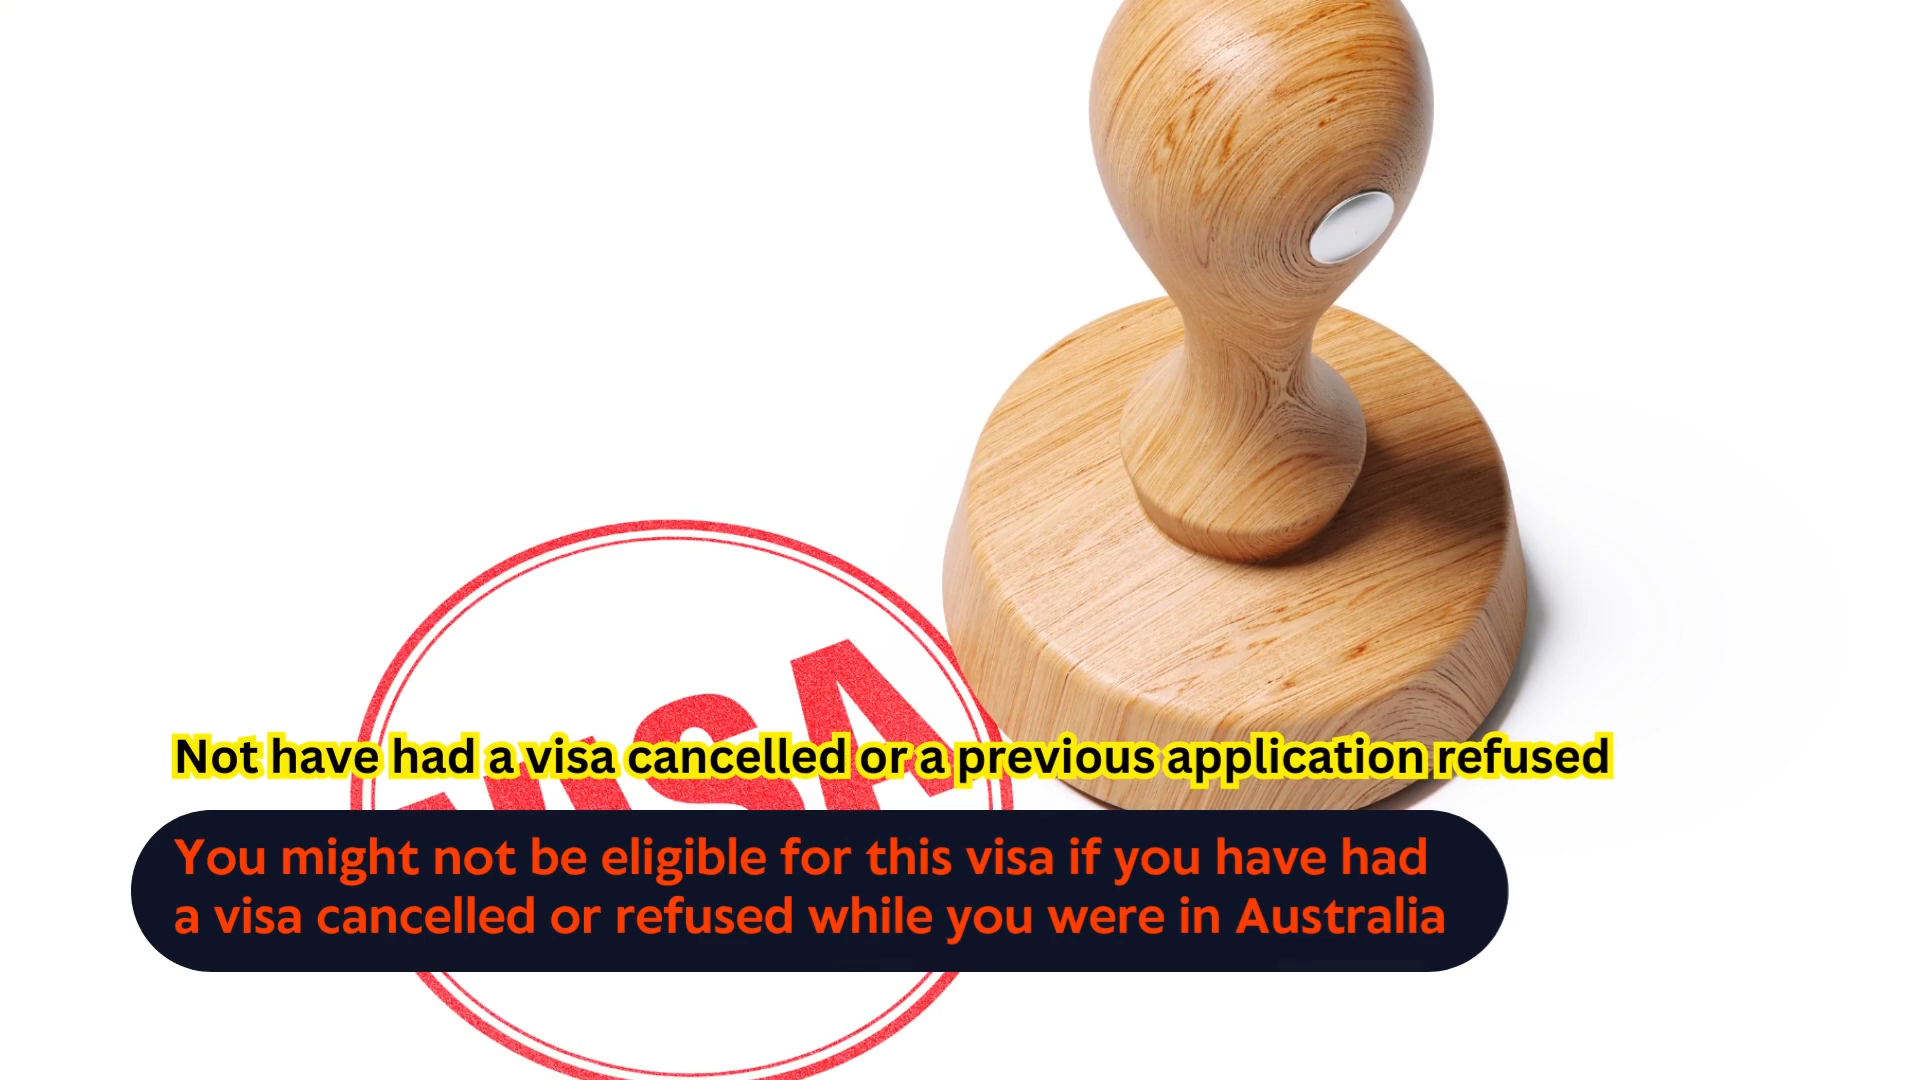 VISA
Not have had a visa cancelled or a previous application refused
You might not be eligible for this visa if you have had
a visa cancelled or refused while you were in Australia